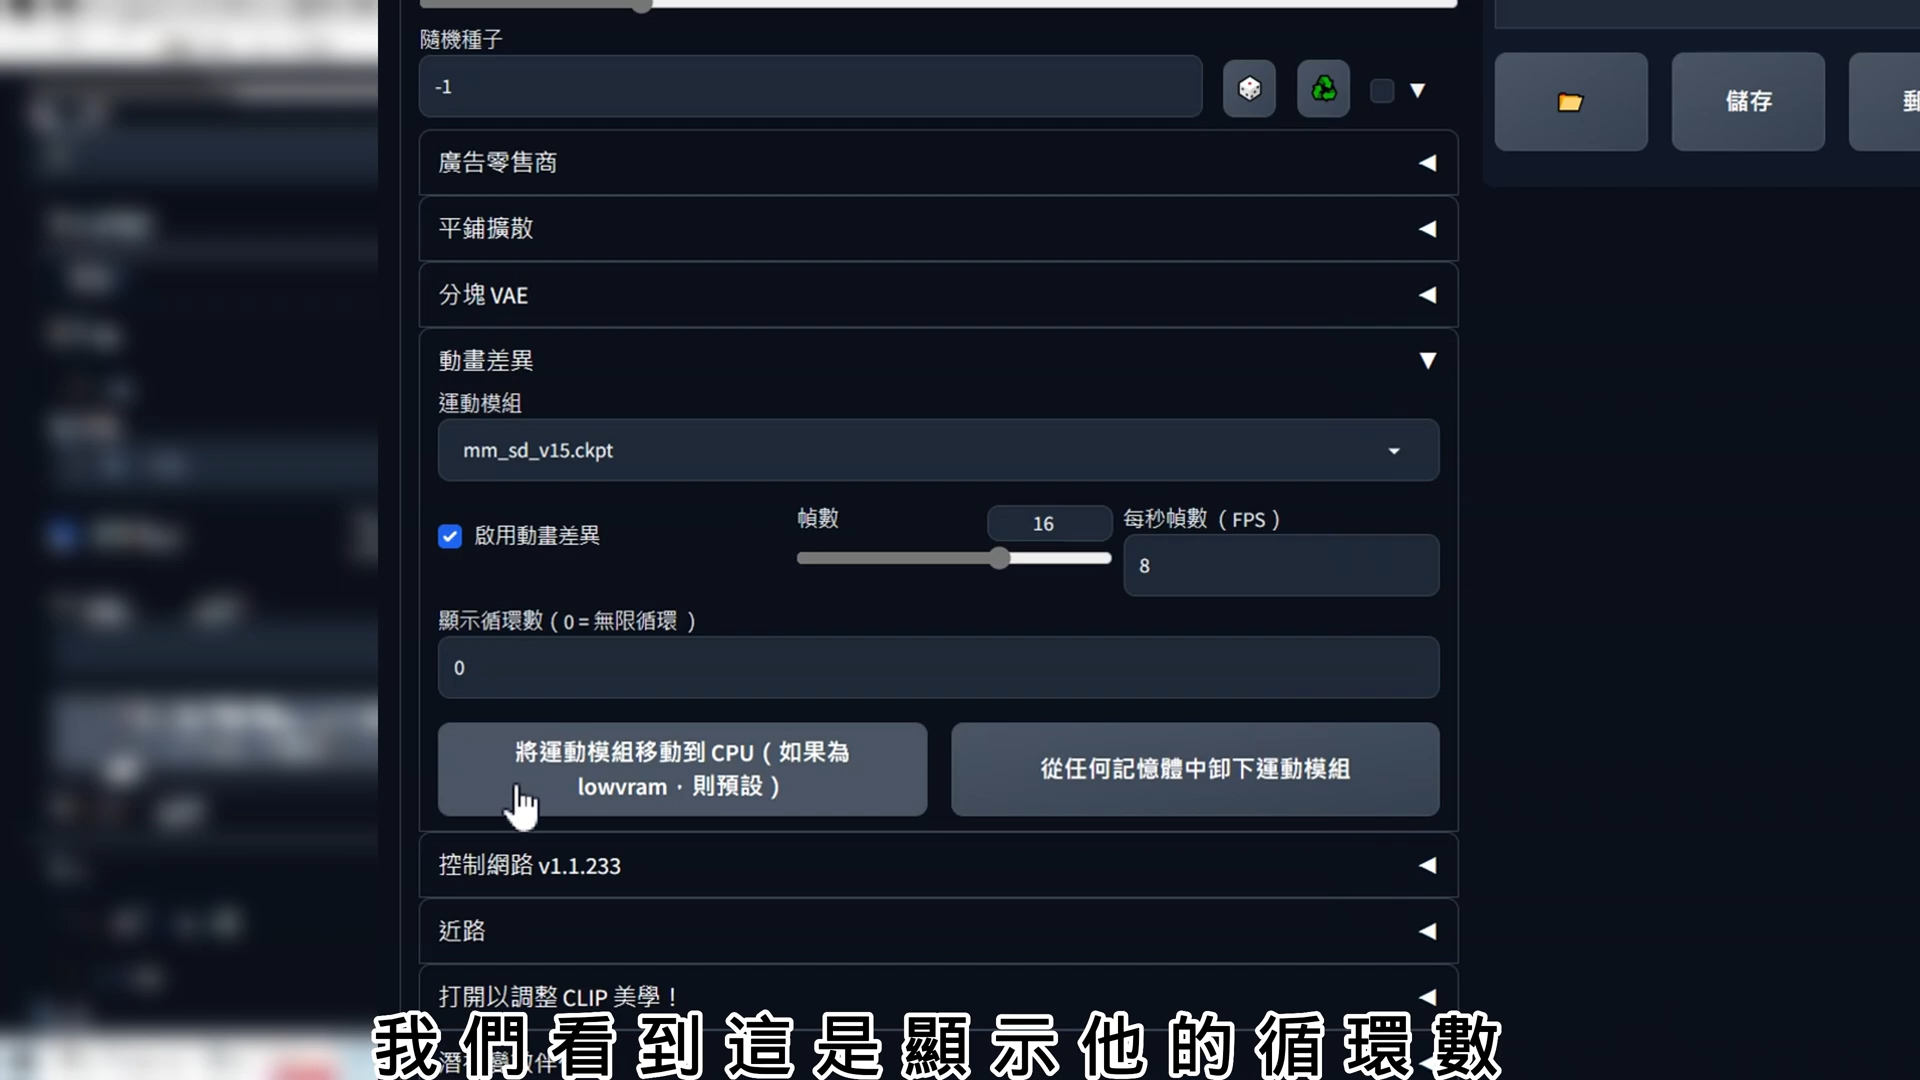 隨機種子
-1
儲存
廣告零售商
平鋪擴散
分塊 VAE
動畫差異
運動模組
mm_sd_v15.ckpt
啟用動畫差異
幀數
16
每秒幀數（FPS）
8
顯示循環數（0 = 無限循環 ）
0
將運動模組移動到 CPU（如果為
lowvram，則預設）
從任何記憶體中卸下運動模組
控制網路 v1.1.233
近路
打開以調整 CLIP 美學！
我們看到這是顯示他的循環數